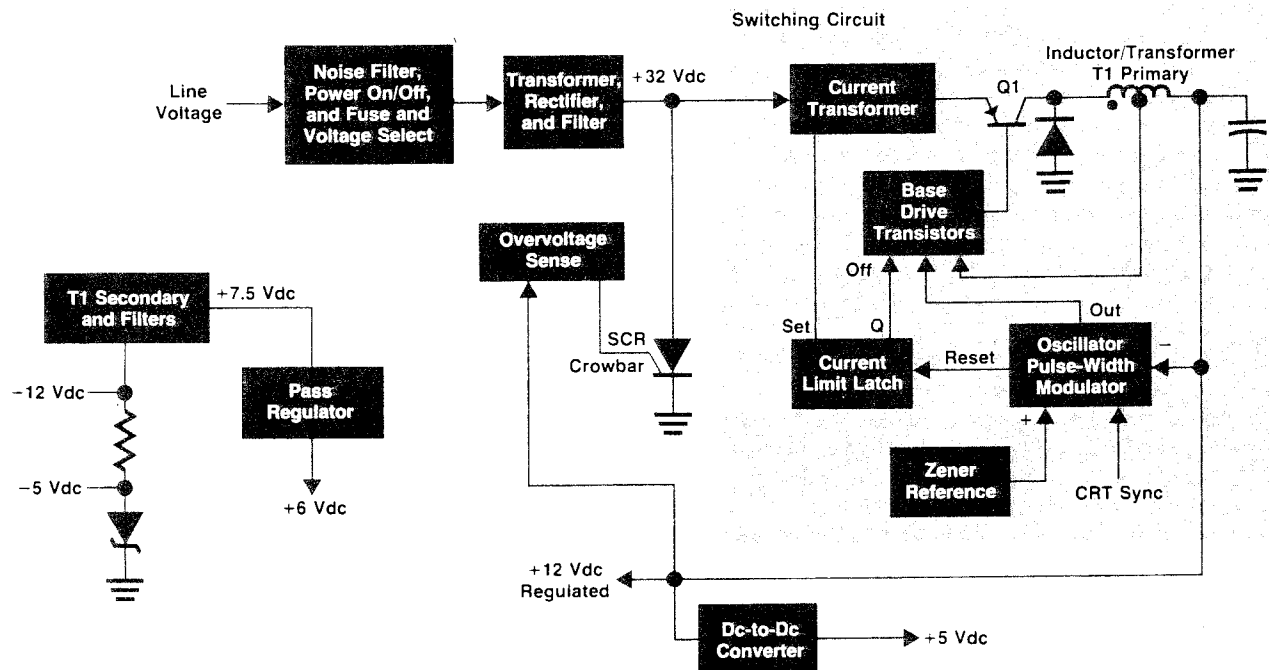 Switching Circuit
Line
Voltage
Noise Filter,
Power On/Off,
and Fuse and
Voltage Select
Transformer,
Rectifier,
and Filter
+32 Vdc
Current
Transformer
Q1
Inductor/Transformer
T1 Primary
Base
Drive
Transistors
Overvoltage
Sense
Off
T1 Secondary
and Filters
+7.5 Vdc
Set
Q
Out
SCR
Crowbar
Current
Limit Latch
Reset
Oscillator
Pulse-Width
Modulator
−
+
−12 Vdc
Pass
Regulator
−5 Vdc
+6 Vdc
Zener
Reference
CRT Sync
+12 Vdc
Regulated
Dc-to-Dc
Converter
+5 Vdc